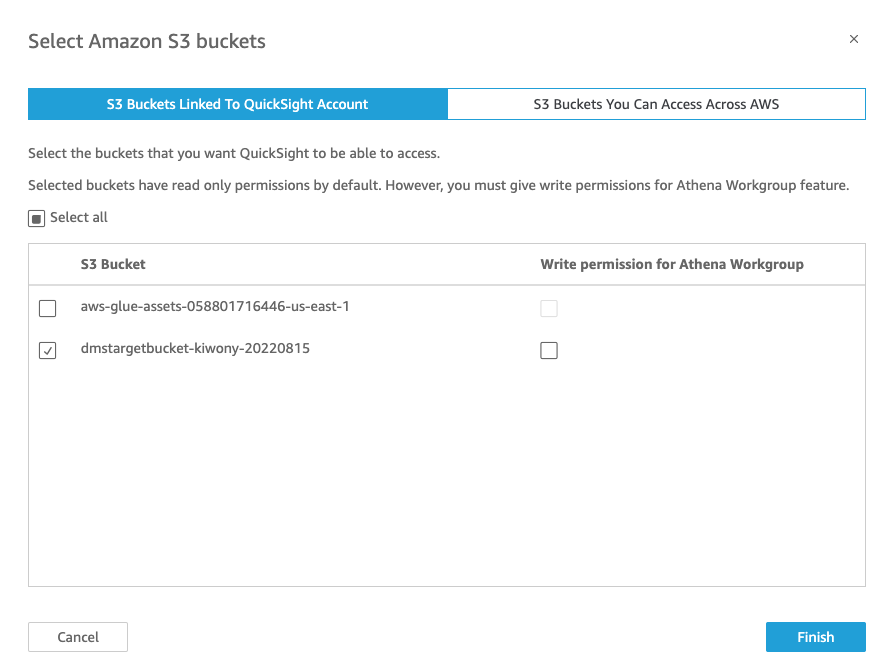 Select Amazon S3 buckets
S3 Buckets Linked To QuickSight Account
S3 Buckets You Can Access Across AWS
Select the buckets that you want QuickSight to be able to access.
Selected buckets have read only permissions by default. However, you must give write permissions for Athena Workgroup feature.
Select all
S3 Bucket
Write permission for Athena Workgroup
aws-glue-assets-058801716446-us-east-1
dmstargetbucket-kiwony-20220815
Cancel
Finish